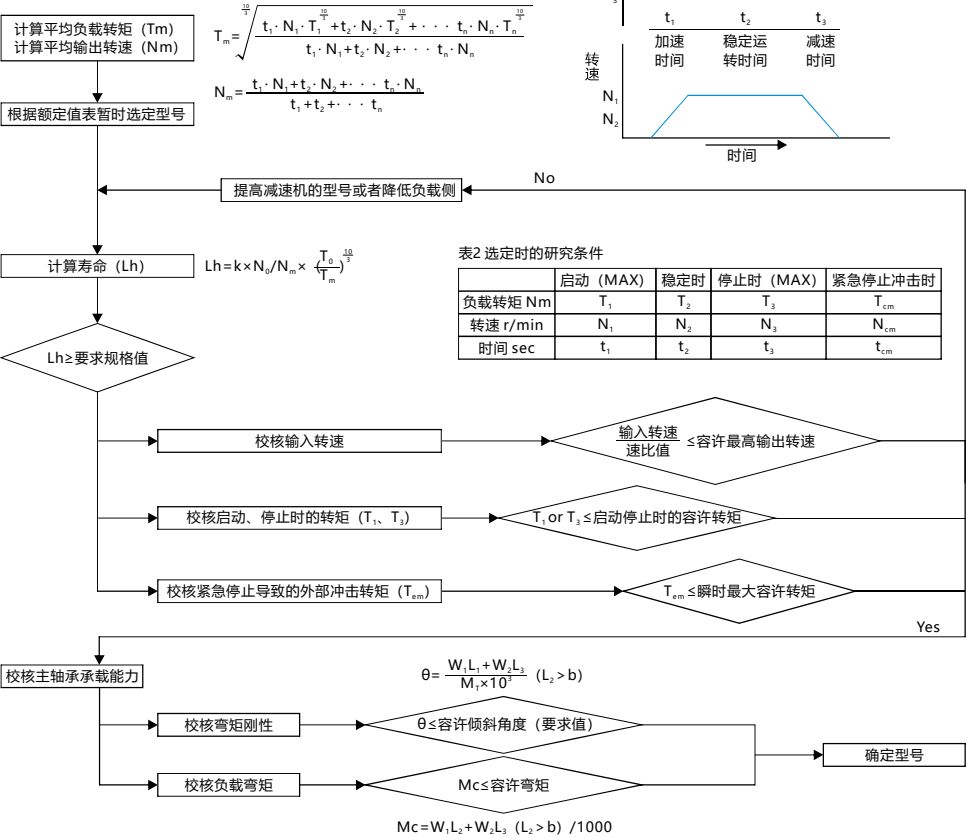 计算平均负载转矩（Tm）
计算平均输出转速（Nm）
Tₘ= 10/3√ t₁·N₁·T₁^10/3+t₂·N₂·T₂^10/3+···tₙ·Nₙ·Tₙ^10/3
t₁·N₁+t₂·N₂+···tₙ·Nₙ
Nₘ= t₁·N₁+t₂·N₂+···tₙ·Nₙ
t₁+t₂+···tₙ
3
t₁ t₂ t₃
加速 稳定运 减速
时间 转时间 时间
转速
N₁
N₂
时间
根据额定值表暂时选定型号
No
提高减速机的型号或者降低负载侧
计算寿命（Lh）
Lh=k×N₀/Nₘ×(T₀/Tₘ)^10/3
表2 选定时的研究条件
启动（MAX） 稳定时 停止时（MAX） 紧急停止冲击时
负载转矩 Nm T₁ T₂ T₃ Tcm
转速 r/min N₁ N₂ N₃ Ncm
时间 sec t₁ t₂ t₃ tcm
Lh≥要求规格值
校核输入转速
输入转速
速比值
≤容许最高输出转速
校核启动、停止时的转矩（T₁、T₃）
T₁ or T₃ ≤启动停止时的容许转矩
校核紧急停止导致的外部冲击转矩（Tem）
Tem ≤瞬时最大容许转矩
Yes
校核主轴承承载能力
θ= W₁L₁+W₂L₃
M₁×10³
（L₂>b）
校核弯矩刚性
θ≤容许倾斜角度（要求值）
确定型号
校核负载弯矩
Mc≤容许弯矩
Mc=W₁L₂+W₂L₃（L₂>b）/1000